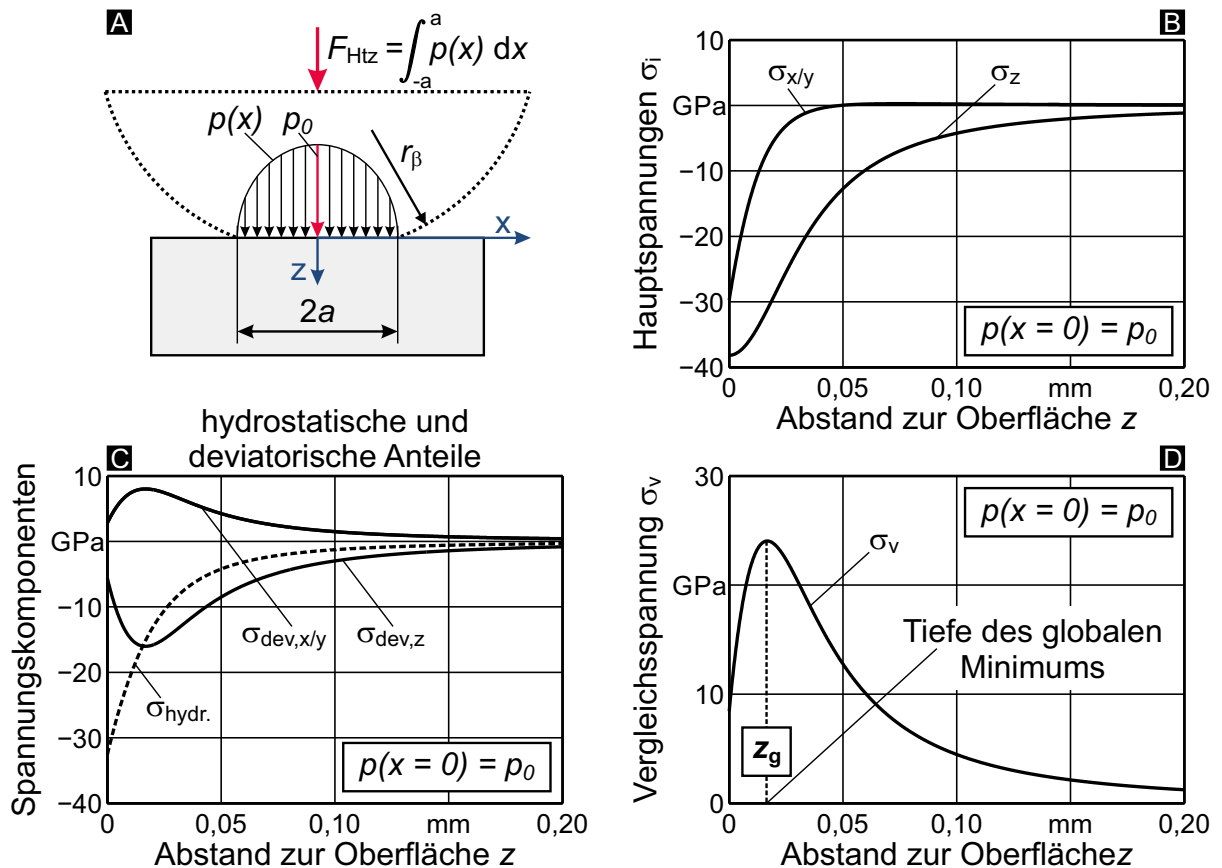 A
F_Htz = ∫_-a^a p(x) dx
p(x) p_0
r_β
x
z
2a
B
Hauptspannungen σ_i
10
GPa
−10
−20
−30
−40
σ_x/y
σ_z
p(x = 0) = p_0
0 0,05 0,10 mm 0,20
Abstand zur Oberfläche z
hydrostatische und
deviatorische Anteile
C
Spannungskomponenten
10
GPa
−10
−20
−30
−40
σ_dev,x/y
σ_dev,z
σ_hydr.
p(x = 0) = p_0
0 0,05 0,10 mm 0,20
Abstand zur Oberfläche z
D
Vergleichsspannung σ_v
30
GPa
10
0
p(x = 0) = p_0
σ_v
Tiefe des globalen
Minimums
z_g
0 0,05 0,10 mm 0,20
Abstand zur Oberfläche z